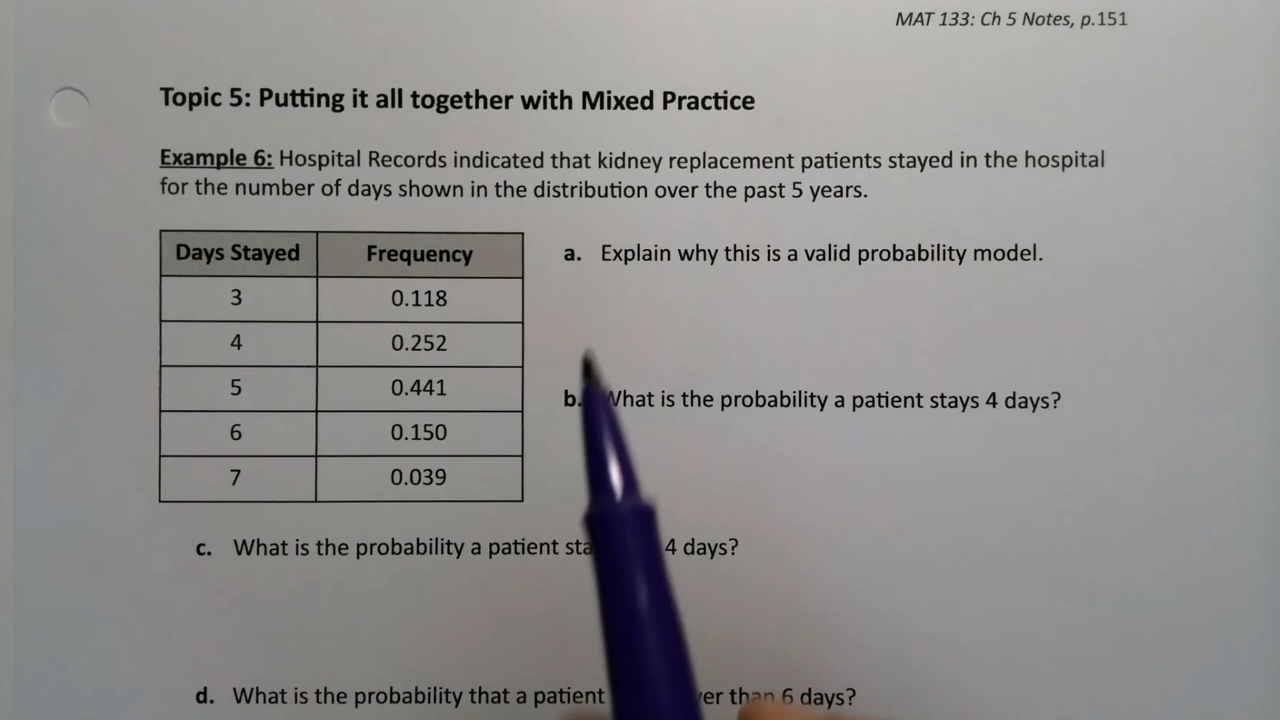 MAT 133: Ch 5 Notes, p.151
Topic 5: Putting it all together with Mixed Practice
Example 6: Hospital Records indicated that kidney replacement patients stayed in the hospital
for the number of days shown in the distribution over the past 5 years.
Days Stayed Frequency
3 0.118
4 0.252
5 0.441
6 0.150
7 0.039
a. Explain why this is a valid probability model.
b. What is the probability a patient stays 4 days?
c. What is the probability a patient 4 days?
d. What is the probability that a patient than 6 days?